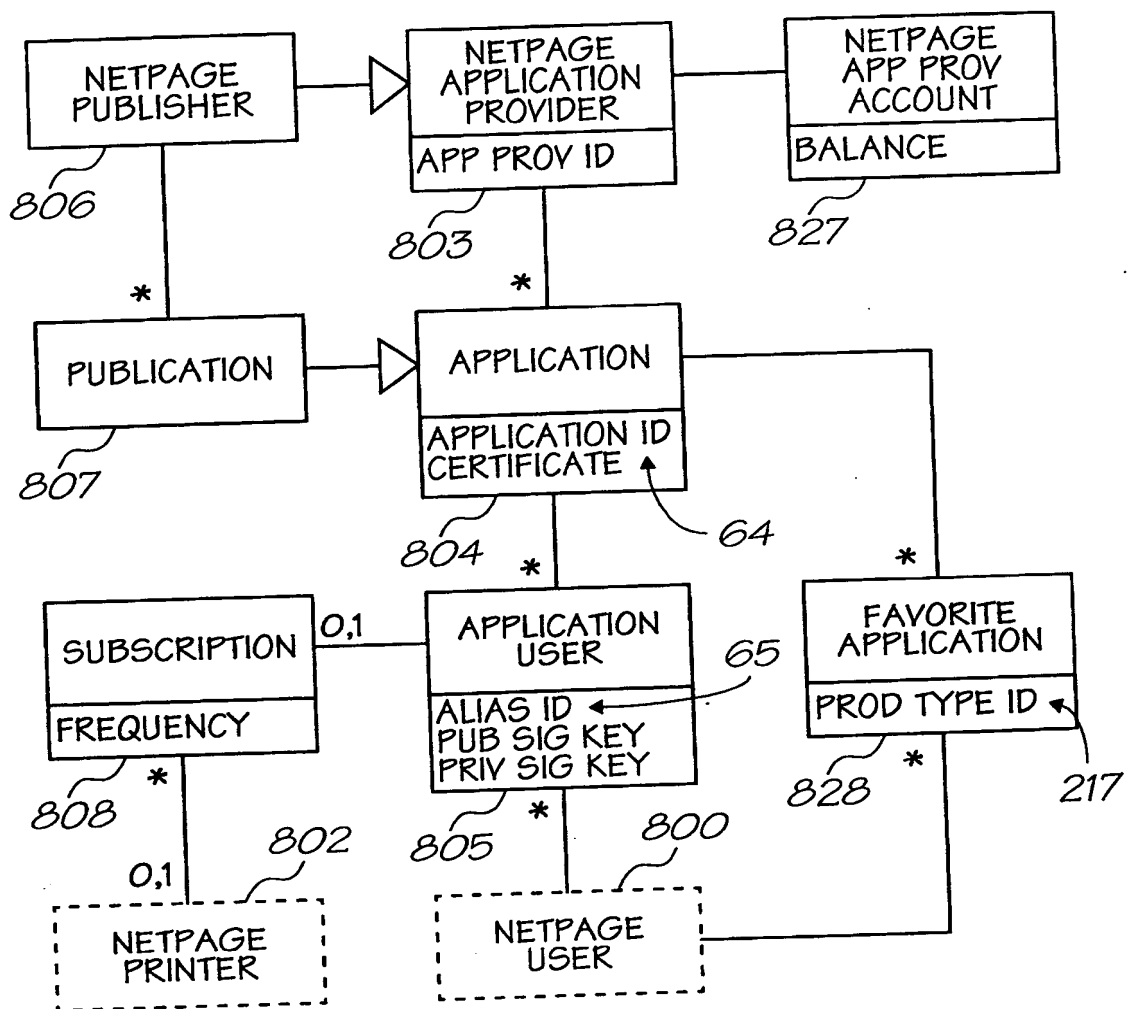 NETPAGE
PUBLISHER
806
NETPAGE
APPLICATION
PROVIDER
APP PROV ID
803
NETPAGE
APP PROV
ACCOUNT
BALANCE
827
*
*
PUBLICATION
807
APPLICATION
APPLICATION ID
CERTIFICATE
804
64
*
*
SUBSCRIPTION
FREQUENCY
808
0,1
APPLICATION
USER
ALIAS ID
PUB SIG KEY
PRIV SIG KEY
805
65
FAVORITE
APPLICATION
PROD TYPE ID
828
217
*
*
*
0,1
802
NETPAGE
PRINTER
800
NETPAGE
USER